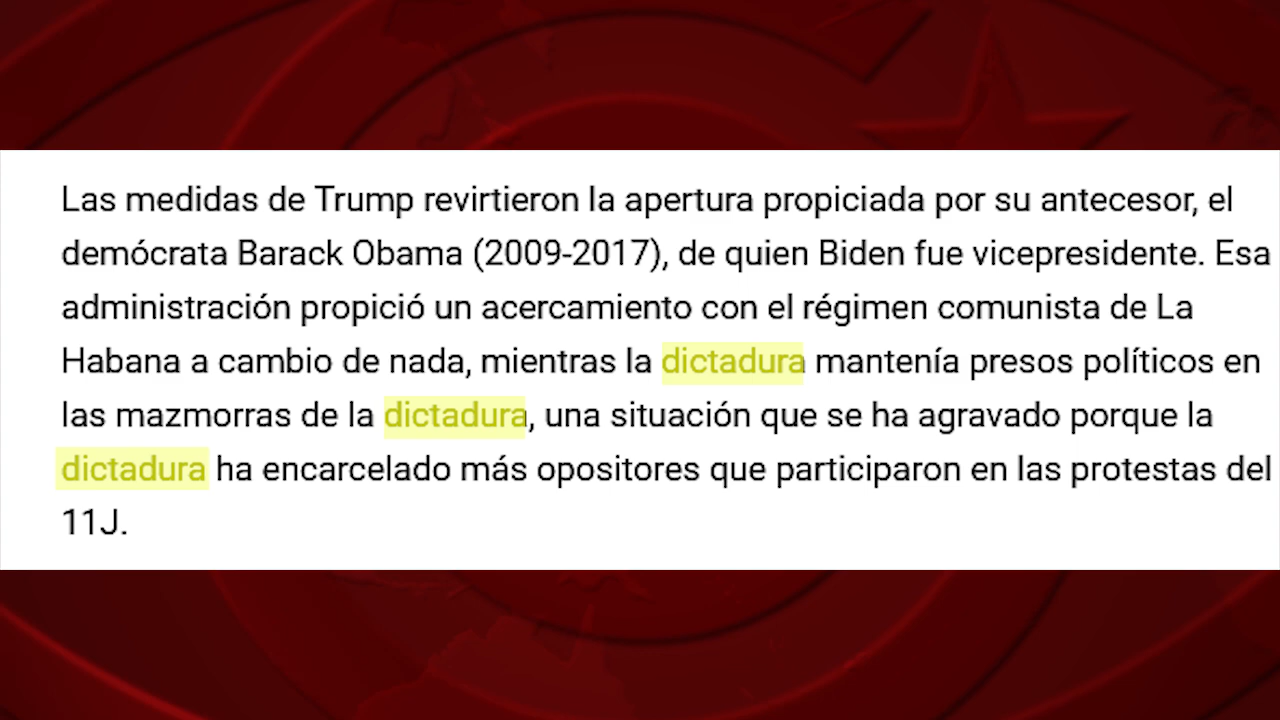 Las medidas de Trump revirtieron la apertura propiciada por su antecesor, el
demócrata Barack Obama (2009-2017), de quien Biden fue vicepresidente. Esa
administración propició un acercamiento con el régimen comunista de La
Habana a cambio de nada, mientras la dictadura mantenía presos políticos en
las mazmorras de la dictadura, una situación que se ha agravado porque la
dictadura ha encarcelado más opositores que participaron en las protestas del
11J.